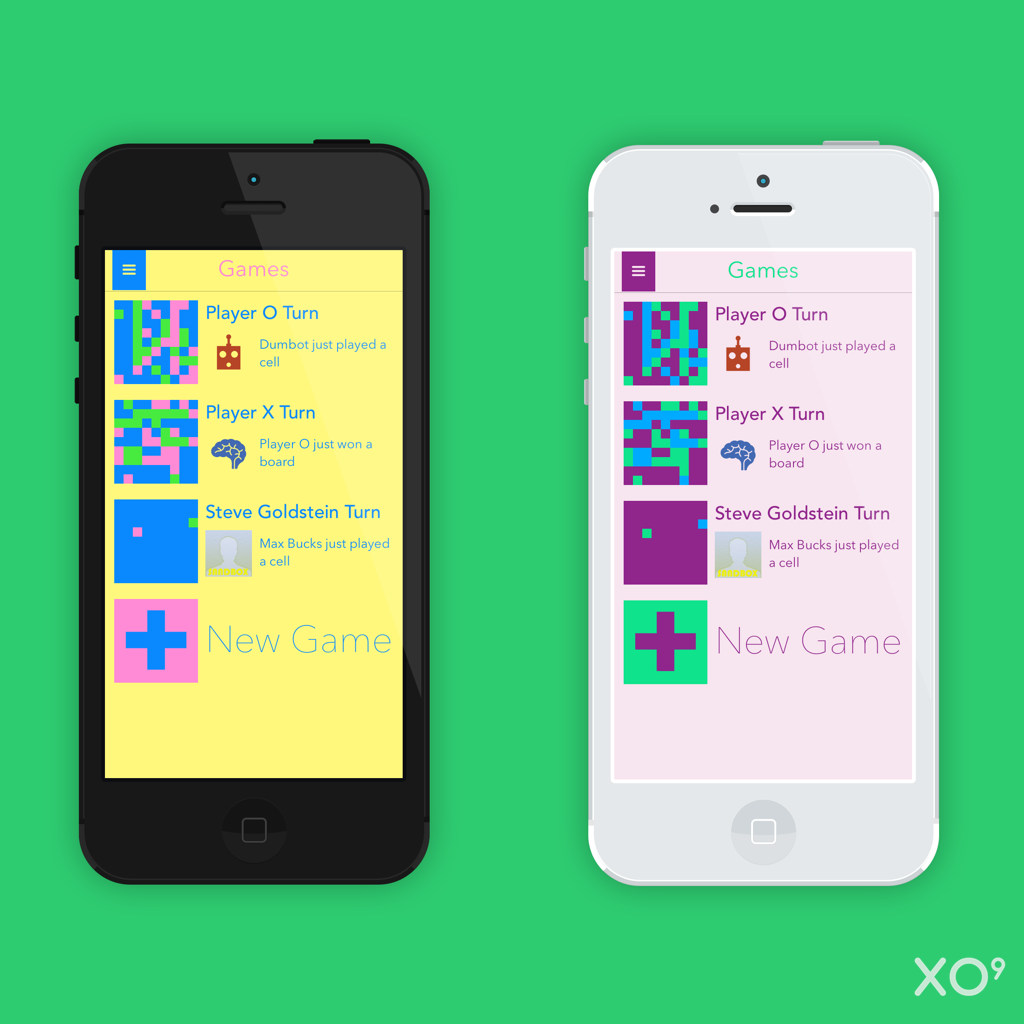 Games
Player O Turn
Dumbot just played a
cell
Player X Turn
Player O just won a
board
Steve Goldstein Turn
Max Bucks just played
a cell
New Game
Games
Player O Turn
Dumbot just played a
cell
Player X Turn
Player O just won a
board
Steve Goldstein Turn
Max Bucks just played
a cell
New Game
XO⁹